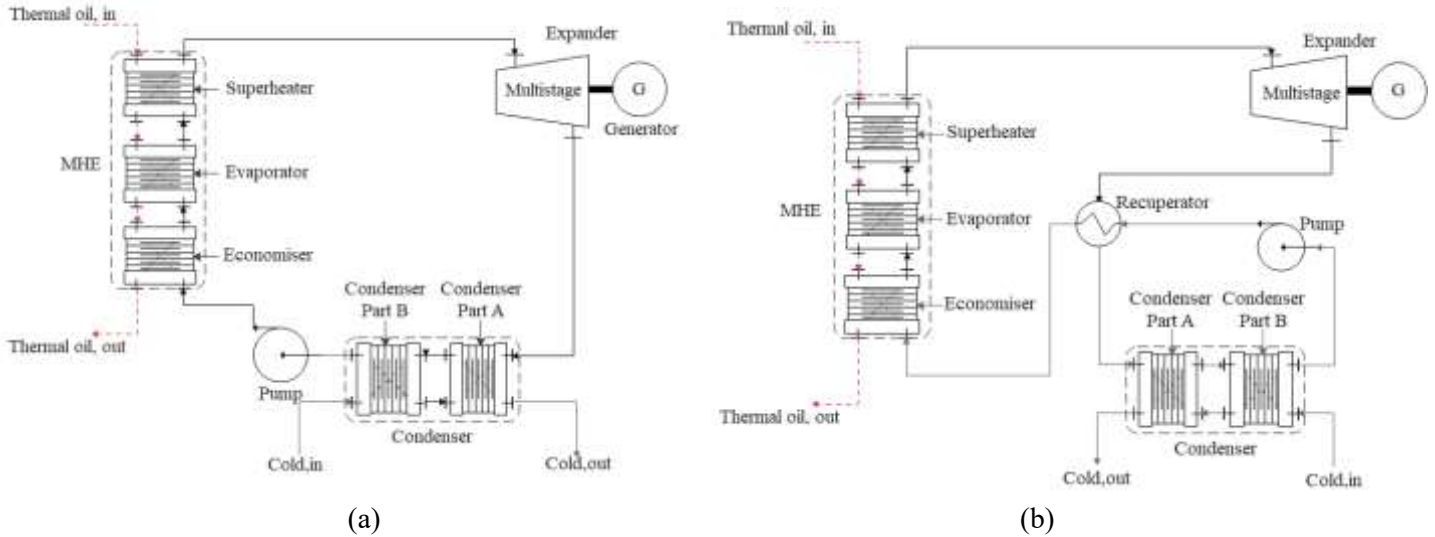 Thermal oil, in
Expander
Superheater
Multistage
G
Generator
MHE
Evaporator
Economiser
Condenser
Part B
Condenser
Part A
Thermal oil, out
Pump
Condenser
Cold,in
Cold,out
(a)
Thermal oil, in
Expander
Multistage
G
Superheater
MHE
Evaporator
Recuperator
Pump
Economiser
Condenser
Part A
Condenser
Part B
Thermal oil, out
Condenser
Cold,out
Cold,in
(b)